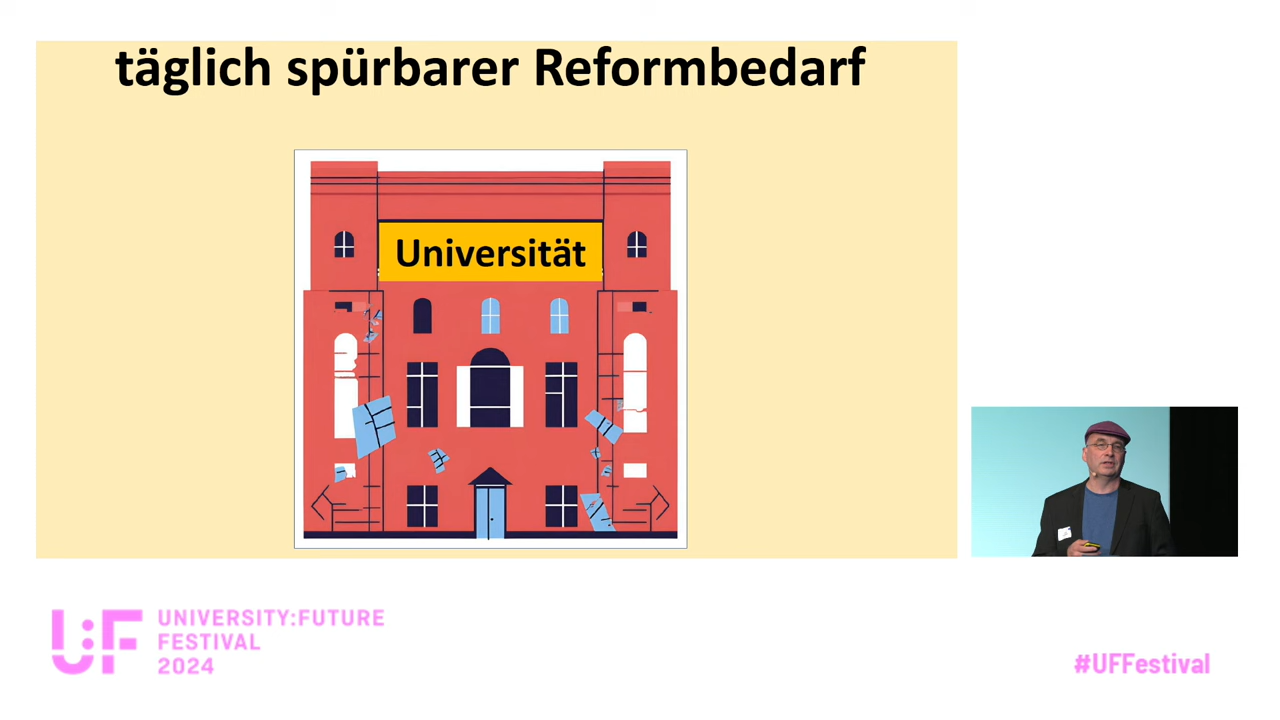 täglich spürbarer Reformbedarf
Universität
U:F
UNIVERSITY:FUTURE
FESTIVAL
2024
#UFFestival